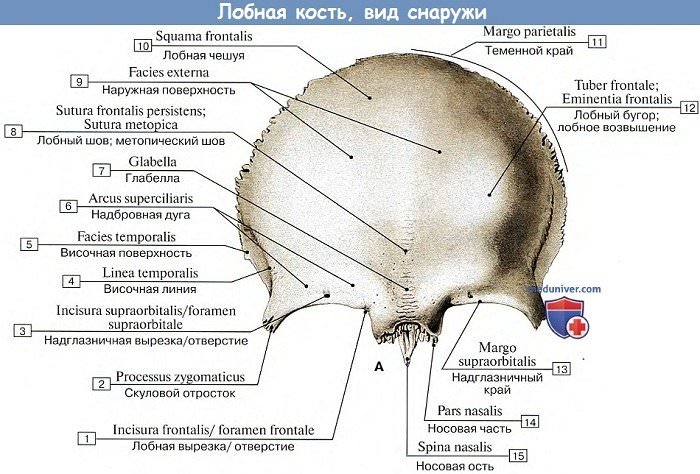 Лобная кость, вид снаружи
Squama frontalis
10
Лобная чешуя
Facies externa
9
Наружная поверхность
Sutura frontalis persistens;
Sutura metopica
8
Лобный шов; метопический шов
Glabella
7
Глабелла
Arcus superciliaris
6
Надбровная дуга
Facies temporalis
5
Височная поверхность
Linea temporalis
4
Височная линия
Incisura supraorbitalis/foramen
supraorbitale
3
Надглазничная вырезка/отверстие
Processus zygomaticus
2
Скуловой отросток
Incisura frontalis/ foramen frontale
1
Лобная вырезка/ отверстие
Margo parietalis
11
Теменной край
Tuber frontale;
Eminentia frontalis
12
Лобный бугор;
лобное возвышение
meduniver.com
A
Margo
supraorbitalis
13
Надглазничный
край
Pars nasalis
14
Носовая часть
Spina nasalis
15
Носовая ость